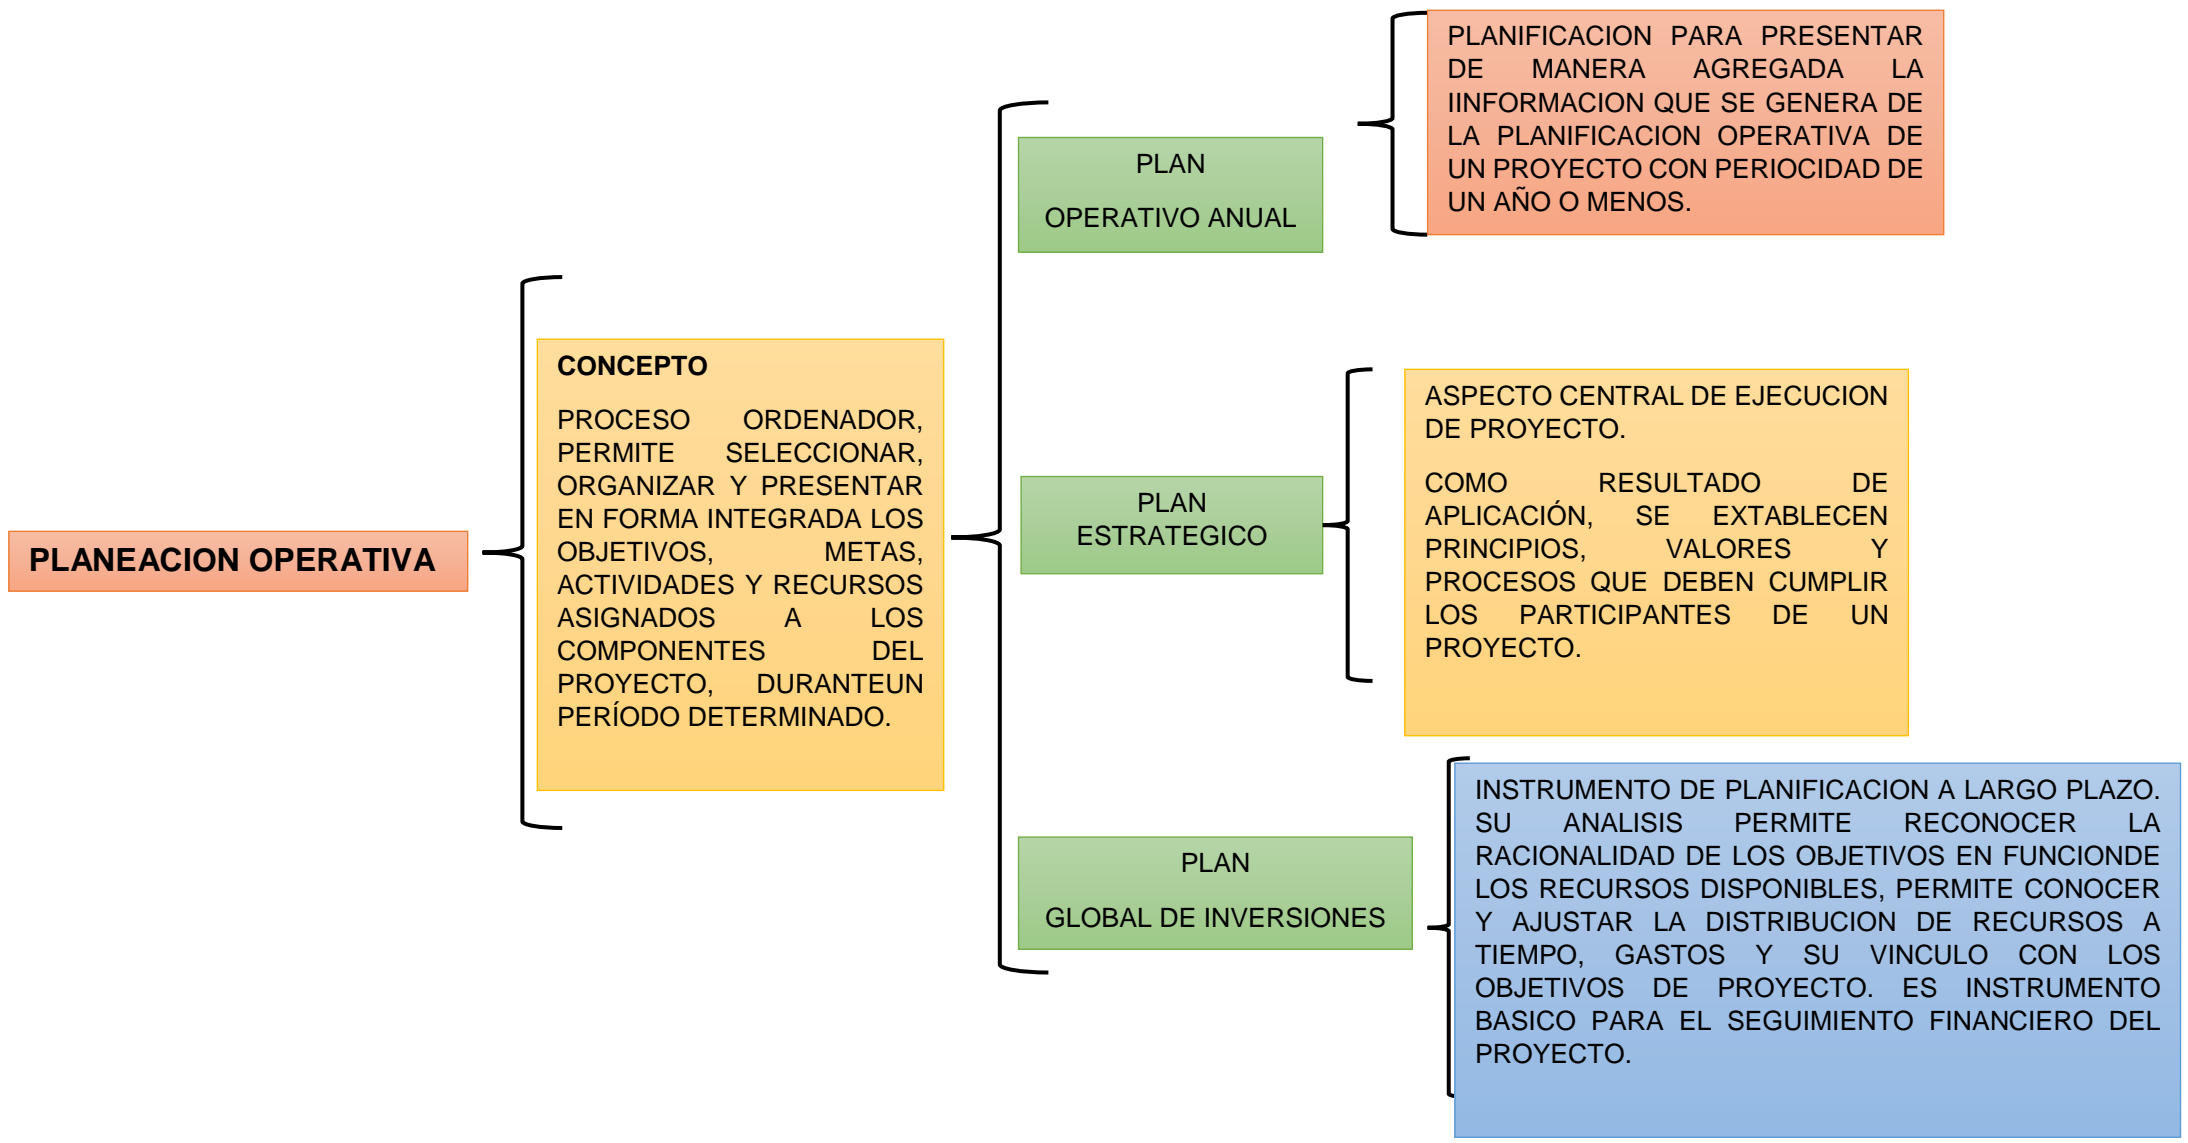 PLANEACION OPERATIVA
CONCEPTO
PROCESO ORDENADOR,
PERMITE SELECCIONAR,
ORGANIZAR Y PRESENTAR
EN FORMA INTEGRADA LOS
OBJETIVOS, METAS,
ACTIVIDADES Y RECURSOS
ASIGNADOS A LOS
COMPONENTES DEL
PROYECTO, DURANTEUN
PERÍODO DETERMINADO.
PLAN
OPERATIVO ANUAL
PLANIFICACION PARA PRESENTAR
DE MANERA AGREGADA LA
IINFORMACION QUE SE GENERA DE
LA PLANIFICACION OPERATIVA DE
UN PROYECTO CON PERIOCIDAD DE
UN AÑO O MENOS.
PLAN
ESTRATEGICO
ASPECTO CENTRAL DE EJECUCION
DE PROYECTO.
COMO RESULTADO DE
APLICACIÓN, SE EXTABLECEN
PRINCIPIOS, VALORES Y
PROCESOS QUE DEBEN CUMPLIR
LOS PARTICIPANTES DE UN
PROYECTO.
PLAN
GLOBAL DE INVERSIONES
INSTRUMENTO DE PLANIFICACION A LARGO PLAZO.
SU ANALISIS PERMITE RECONOCER LA
RACIONALIDAD DE LOS OBJETIVOS EN FUNCIONDE
LOS RECURSOS DISPONIBLES, PERMITE CONOCER
Y AJUSTAR LA DISTRIBUCION DE RECURSOS A
TIEMPO, GASTOS Y SU VINCULO CON LOS
OBJETIVOS DE PROYECTO. ES INSTRUMENTO
BASICO PARA EL SEGUIMIENTO FINANCIERO DEL
PROYECTO.